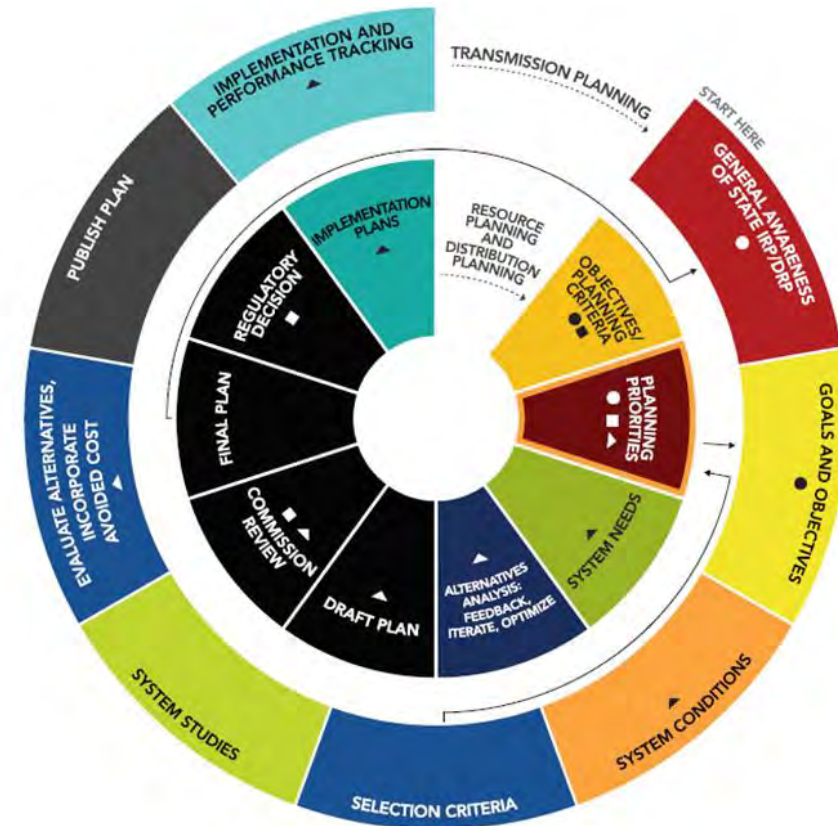 TRANSMISSION PLANNING
START HERE
GENERAL AWARENESS
OF STATE IRP/DRP
GOALS AND OBJECTIVES
SYSTEM CONDITIONS
SELECTION CRITERIA
SYSTEM STUDIES
EVALUATE ALTERNATIVES,
INCORPORATE
AVOIDED COST
PUBLISH PLAN
IMPLEMENTATION AND
PERFORMANCE TRACKING
RESOURCE
PLANNING
AND
DISTRIBUTION
PLANNING
OBJECTIVES/
PLANNING
CRITERIA
PLANNING
PRIORITIES
SYSTEM NEEDS
ALTERNATIVES
ANALYSIS:
FEEDBACK,
ITERATE, OPTIMIZE
DRAFT PLAN
COMMISSION
REVIEW
FINAL PLAN
REGULATORY
DECISION
IMPLEMENTATION
PLANS